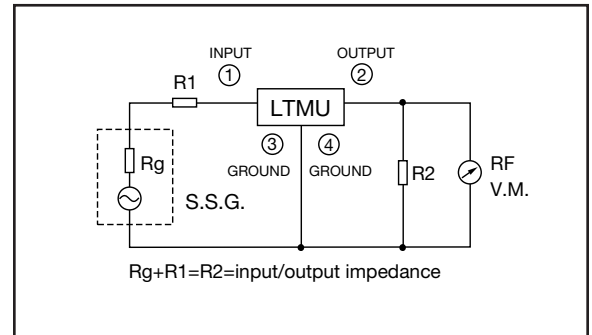 INPUT
OUTPUT
①
②
R1
LTMU
③
④
Rg
GROUND
GROUND
R2
RF
V.M.
S.S.G.
Rg+R1=R2=input/output impedance